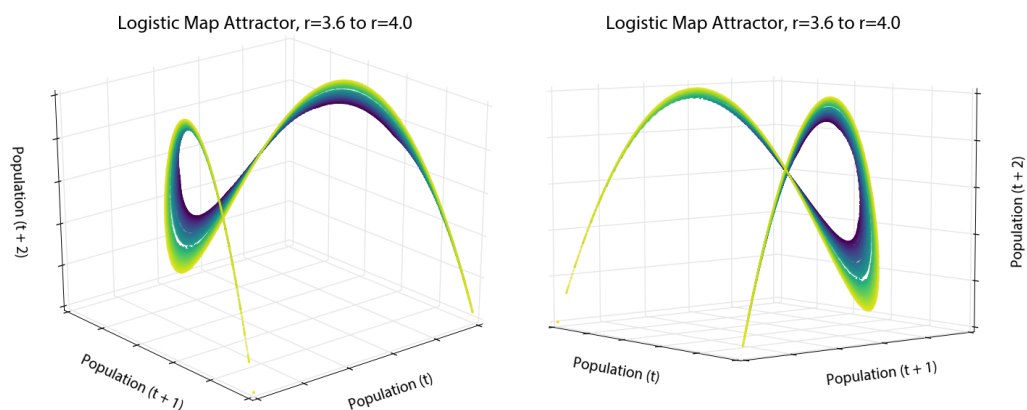 Logistic Map Attractor, r=3.6 to r=4.0
Population (t + 2)
Population (t + 1)
Population (t)
Logistic Map Attractor, r=3.6 to r=4.0
Population (t + 2)
Population (t)
Population (t + 1)